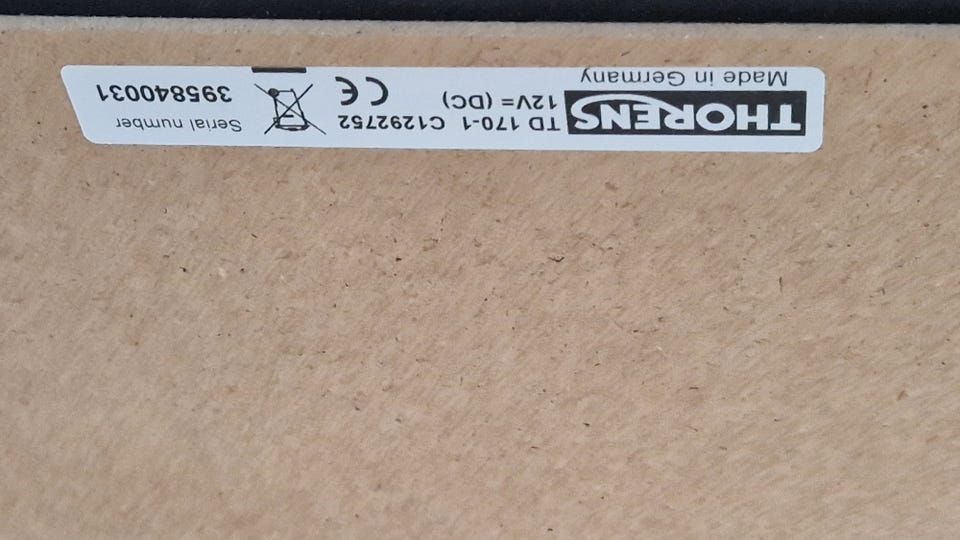 THORENS
Made in Germany
TD 170-1 C1292752
12V= (DC)
CE
Serial number
395840031